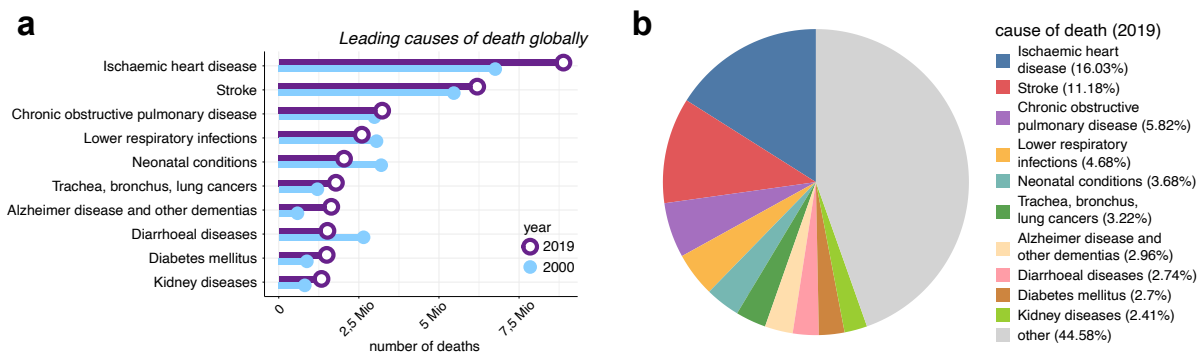 a
Leading causes of death globally
Ischaemic heart disease
Stroke
Chronic obstructive pulmonary disease
Lower respiratory infections
Neonatal conditions
Trachea, bronchus, lung cancers
Alzheimer disease and other dementias
Diarrhoeal diseases
Diabetes mellitus
Kidney diseases
year
2019
2000
0
2,5 Mio
5 Mio
7,5 Mio
number of deaths
b
cause of death (2019)
Ischaemic heart
disease (16.03%)
Stroke (11.18%)
Chronic obstructive
pulmonary disease (5.82%)
Lower respiratory
infections (4.68%)
Neonatal conditions (3.68%)
Trachea, bronchus,
lung cancers (3.22%)
Alzheimer disease and
other dementias (2.96%)
Diarrhoeal diseases (2.74%)
Diabetes mellitus (2.7%)
Kidney diseases (2.41%)
other (44.58%)